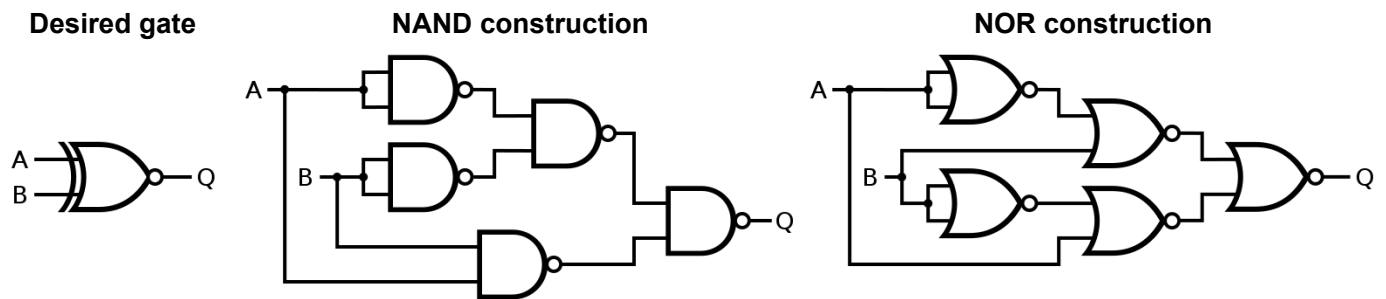 Desired gate
NAND construction
NOR construction
A
B
Q
A
B
Q
A
B
Q